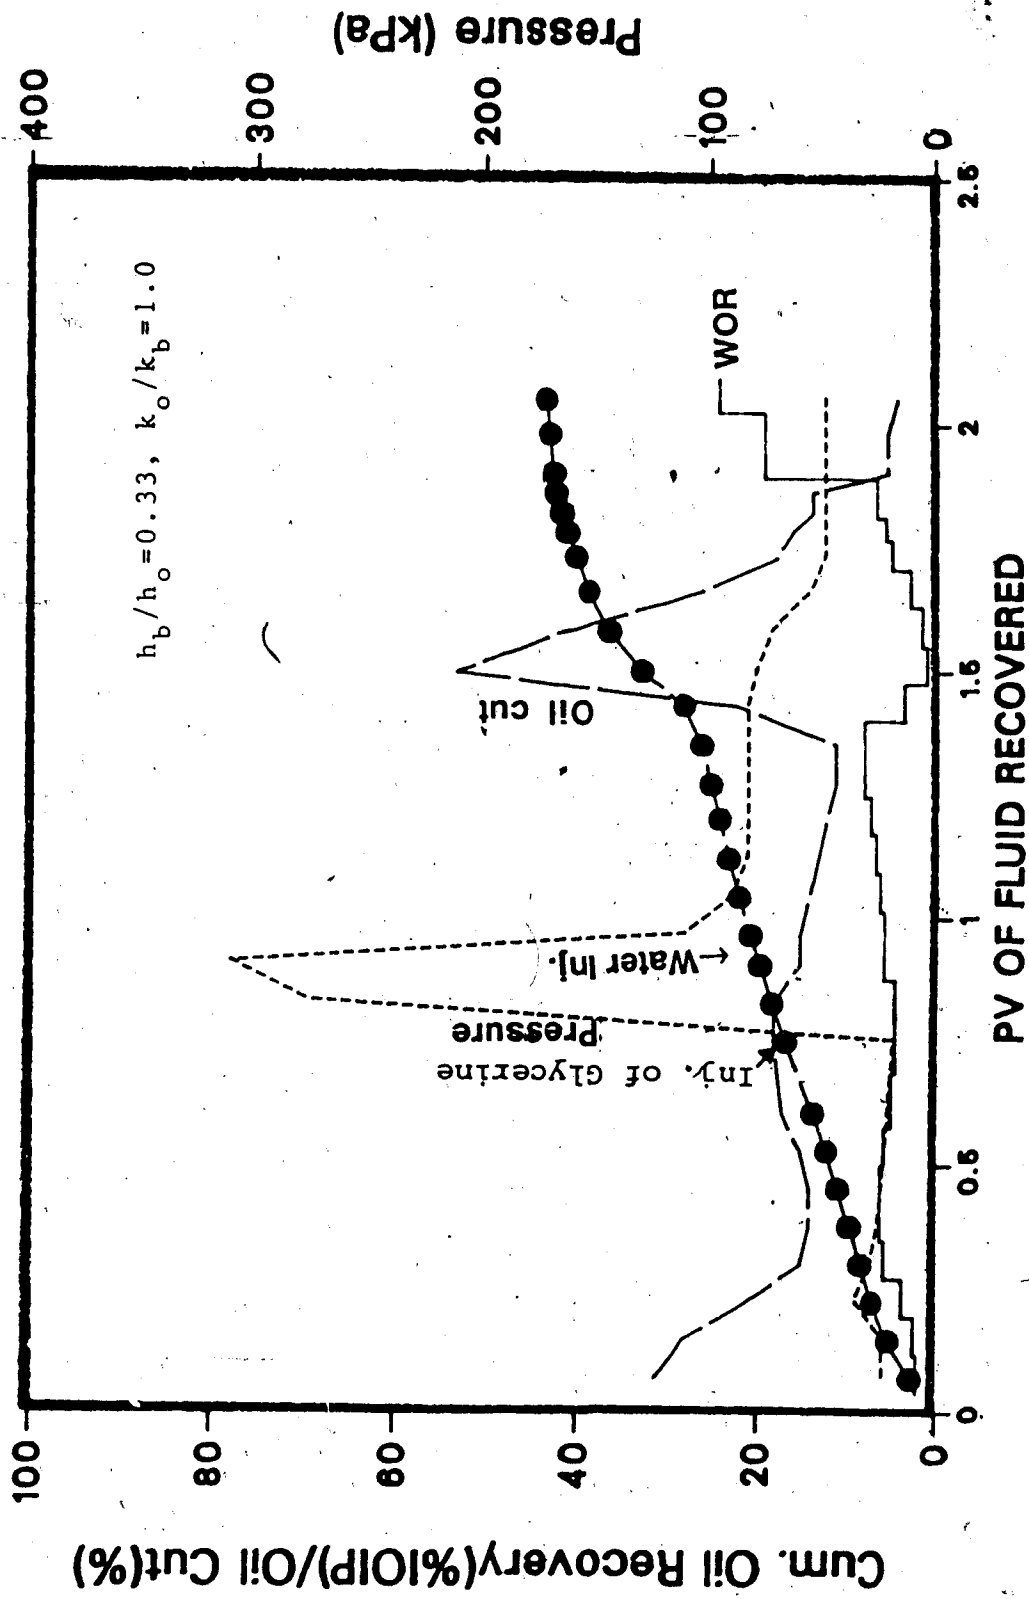 Cum. Oil Recovery(%IOIP)/Oil Cut(%)
100
80
60
40
20
0
Pressure (kPa)
400
300
200
100
0
h_b/h_o=0.33, k_o/k_b=1.0
Oil cut
WOR
Pressure
Water Inj.
Inj. of Glycerine
0
0.5
1
1.5
2
2.5
PV OF FLUID RECOVERED